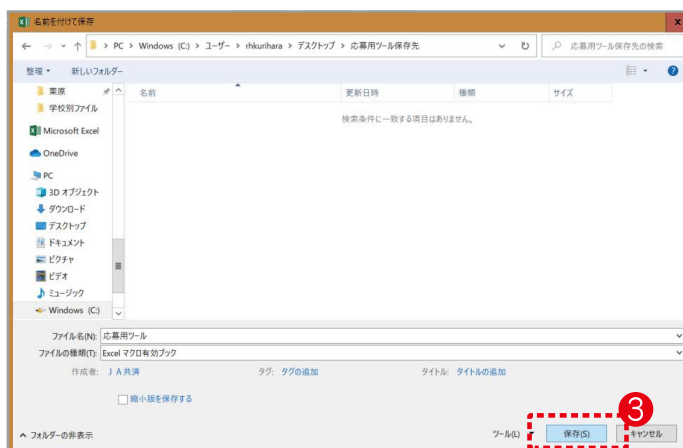 名前を付けて保存
PC > Windows (C:) > ユーザー > rhkurihara > デスクトップ > 応募用ツール保存先
応募用ツール保存先の検索
整理 新しいフォルダー
名前 更新日時 種類 サイズ
検索条件に一致する項目はありません。
栗原
学校別ファイル
Microsoft Excel
OneDrive
PC
3D オブジェクト
ダウンロード
デスクトップ
ドキュメント
ピクチャ
ビデオ
ミュージック
Windows (C:)
ファイル名(N): 応募用ツール
ファイルの種類(T): Excel マクロ有効ブック
作成者: ＪＡ共済 タグ: タグの追加 タイトル: タイトルの追加
縮小版を保存する
3
フォルダーの非表示 ツール(L) 保存(S) キャンセル